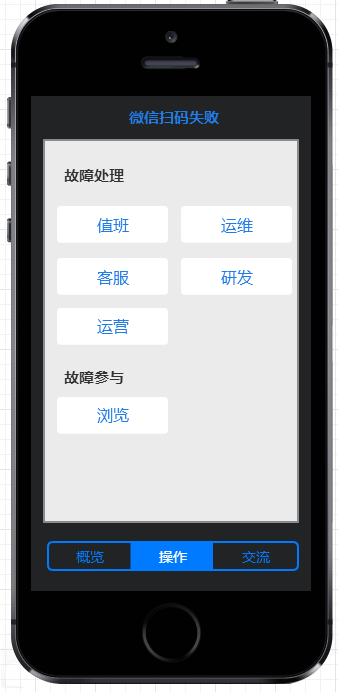 微信扫码失败
故障处理
值班 运维
客服 研发
运营
故障参与
浏览
概览 操作 交流